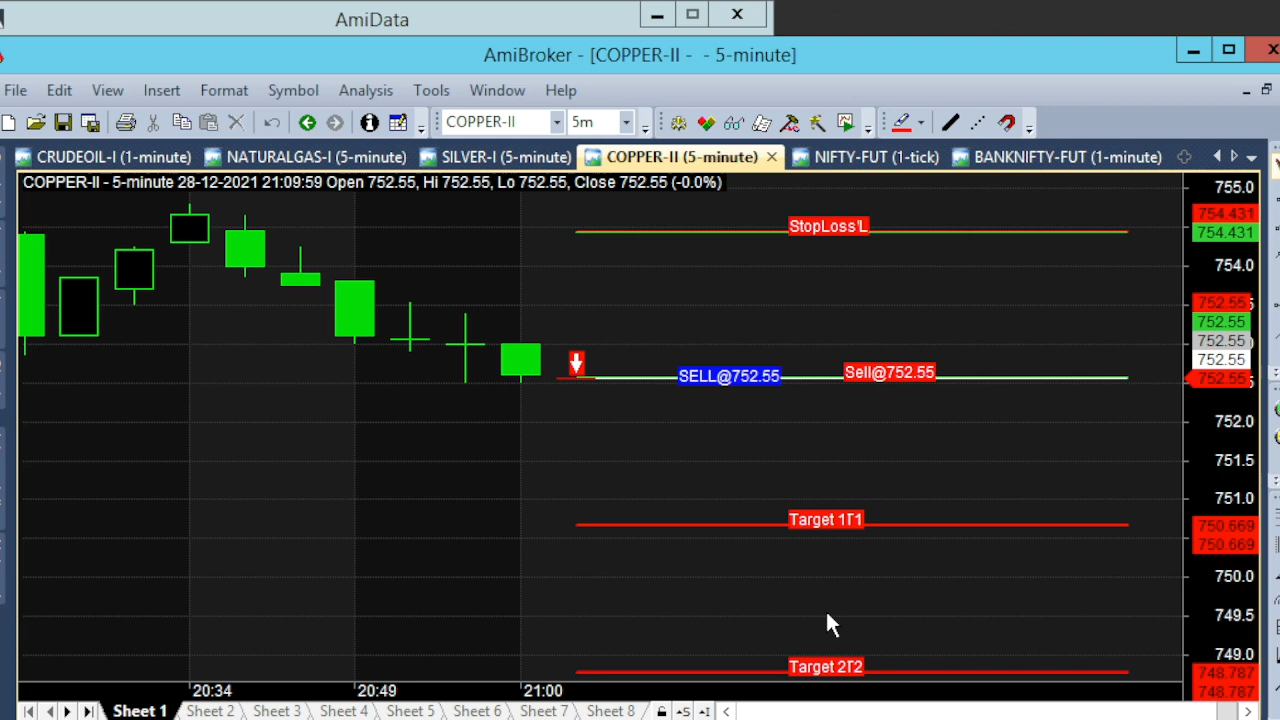 AmiData
AmiBroker - [COPPER-II - - 5-minute]
File Edit View Insert Format Symbol Analysis Tools Window Help
COPPER-II 5m
CRUDEOIL-I (1-minute) NATURALGAS-I (5-minute) SILVER-I (5-minute) COPPER-II (5-minute) NIFTY-FUT (1-tick) BANKNIFTY-FUT (1-minute)
COPPER-II - 5-minute 28-12-2021 21:09:59 Open 752.55, Hi 752.55, Lo 752.55, Close 752.55 (-0.0%)
755.0
754.431
StopLoss'L
754.431
754.0
752.55
752.55
752.55
752.55
SELL@752.55 Sell@752.55 752.55
752.0
751.5
751.0
Target 1T1
750.669
750.669
750.0
749.5
749.0
Target 2T2
748.787
748.787
20:34 20:49 21:00
Sheet 1 Sheet 2 Sheet 3 Sheet 4 Sheet 5 Sheet 6 Sheet 7 Sheet 8